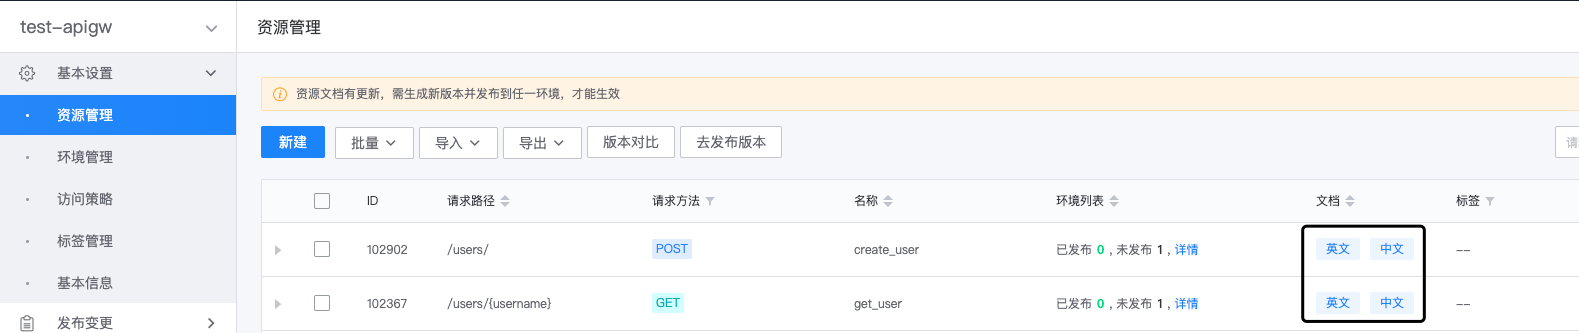 test-apigw
资源管理
基本设置
资源管理
环境管理
访问策略
标签管理
基本信息
发布变更
资源文档有更新，需生成新版本并发布到任一环境，才能生效
新建 批量 导入 导出 版本对比 去发布版本 请
ID 请求路径 请求方法 名称 环境列表 文档 标签
102902 /users/ POST create_user 已发布 0 , 未发布 1 , 详情 英文 中文 --
102367 /users/{username} GET get_user 已发布 0 , 未发布 1 , 详情 英文 中文 --